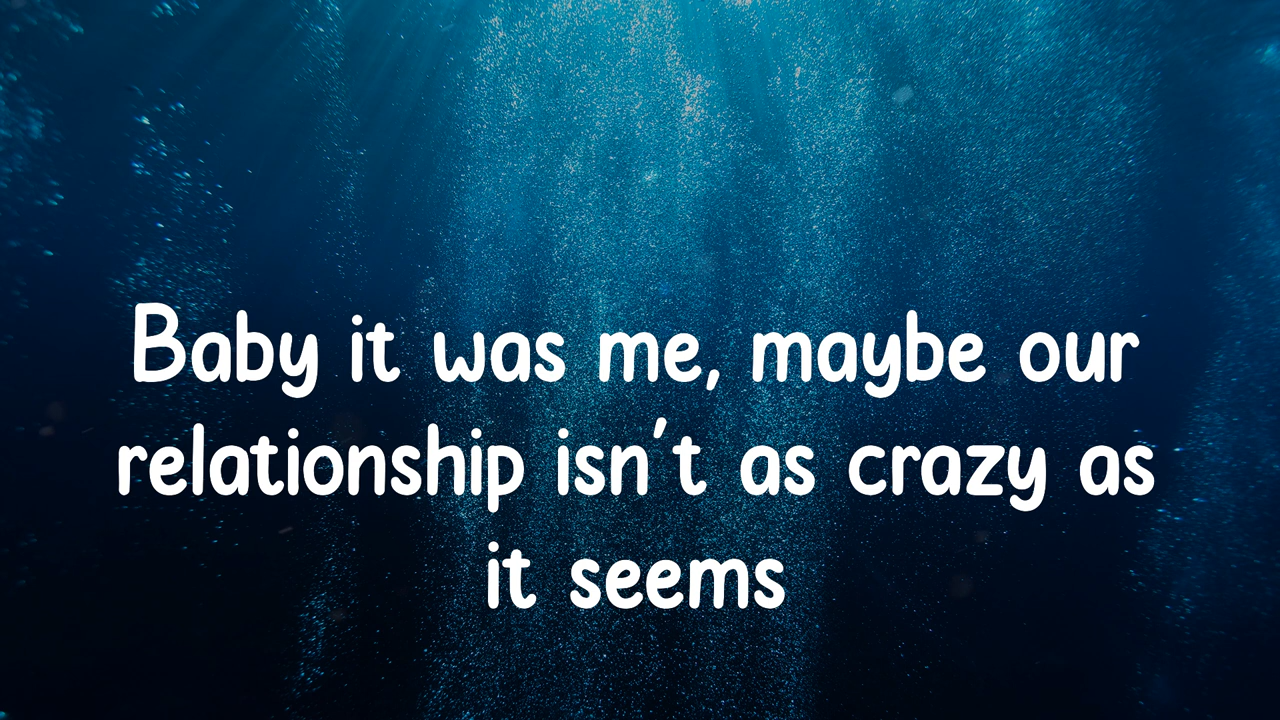 Baby it was me, maybe our
relationship isn't as crazy as
it seems